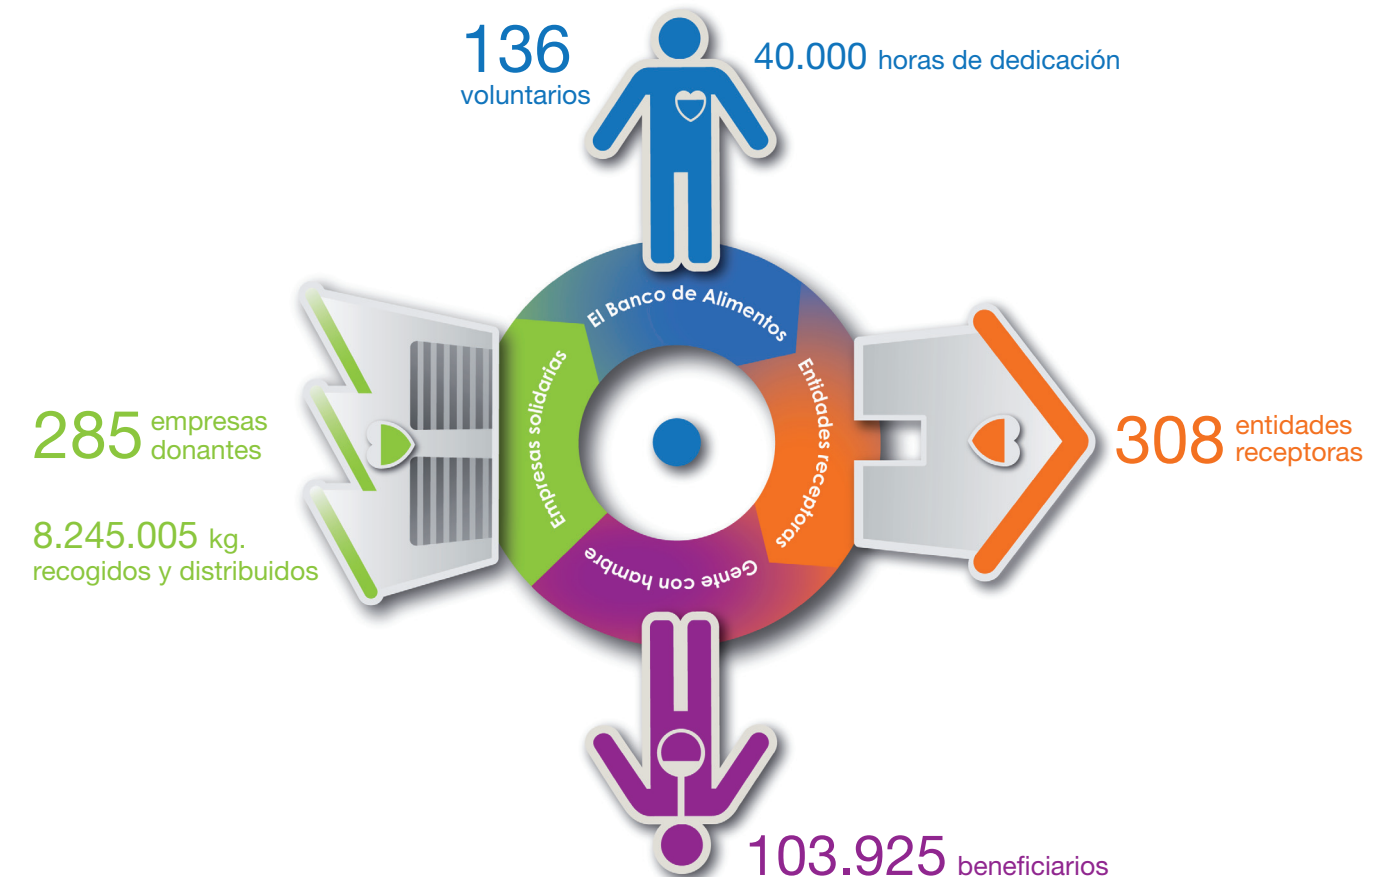 136
voluntarios
40.000 horas de dedicación
El Banco de Alimentos
Entidades receptoras
Gente con hambre
Empresas solidarias
285 empresas
donantes
8.245.005 kg.
recogidos y distribuidos
308 entidades
receptoras
103.925 beneficiarios